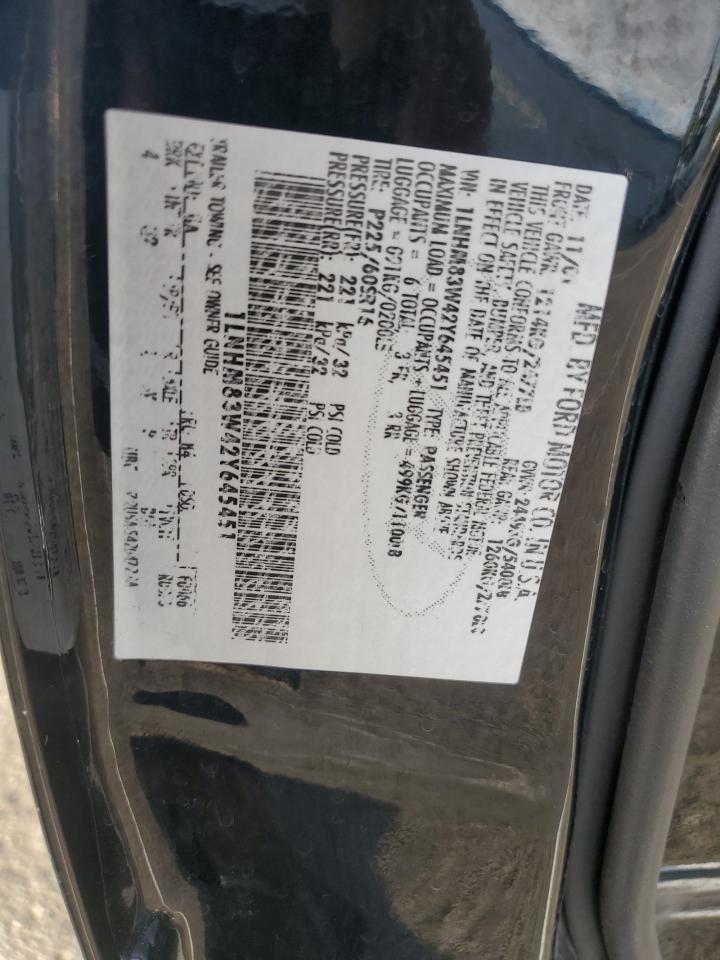 MFD BY FORD MOTOR CO. IN U.S.A.
DATE 11/01 GVWR 2449KG/5400LB
FRONT GAWR REAR GAWR
THIS VEHICLE CONFORMS TO ALL APPLICABLE FEDERAL MOTOR
VEHICLE SAFETY, BUMPER, AND THEFT PREVENTION STANDARDS
IN EFFECT ON THE DATE OF MANUFACTURE SHOWN ABOVE
VIN: 1LNHM83W42Y645451 TYPE PASSENGER
MAXIMUM LOAD = OCCUPANTS + LUGGAGE = 499KG/1100LB
OCCUPANTS = 6 TOTAL, 3 FR, 3 RR
LUGGAGE = 091KG/0200LB
TIRE: P225/60SR16
PRESSURE(FR) 221 kPa/32 PSI COLD
PRESSURE(RR) 221 kPa/32 PSI COLD
1LNHM83W42Y645451
TRAILER TOWING - SEE OWNER GUIDE